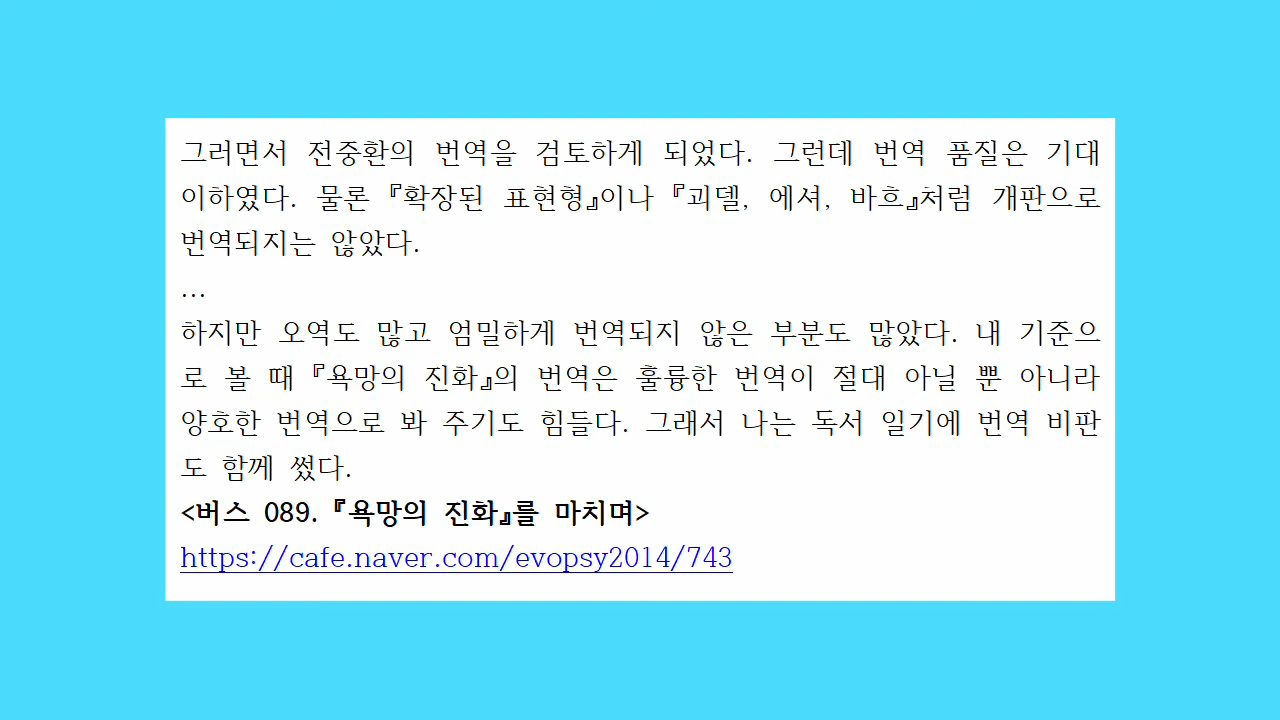 그러면서 전중환의 번역을 검토하게 되었다. 그런데 번역 품질은 기대
이하였다. 물론 『확장된 표현형』이나 『괴델, 에셔, 바흐』처럼 개판으로
번역되지는 않았다.
…
하지만 오역도 많고 엄밀하게 번역되지 않은 부분도 많았다. 내 기준으
로 볼 때 『욕망의 진화』의 번역은 훌륭한 번역이 절대 아닐 뿐 아니라
양호한 번역으로 봐 주기도 힘들다. 그래서 나는 독서 일기에 번역 비판
도 함께 썼다.
<버스 089. 『욕망의 진화』를 마치며>
https://cafe.naver.com/evopsy2014/743